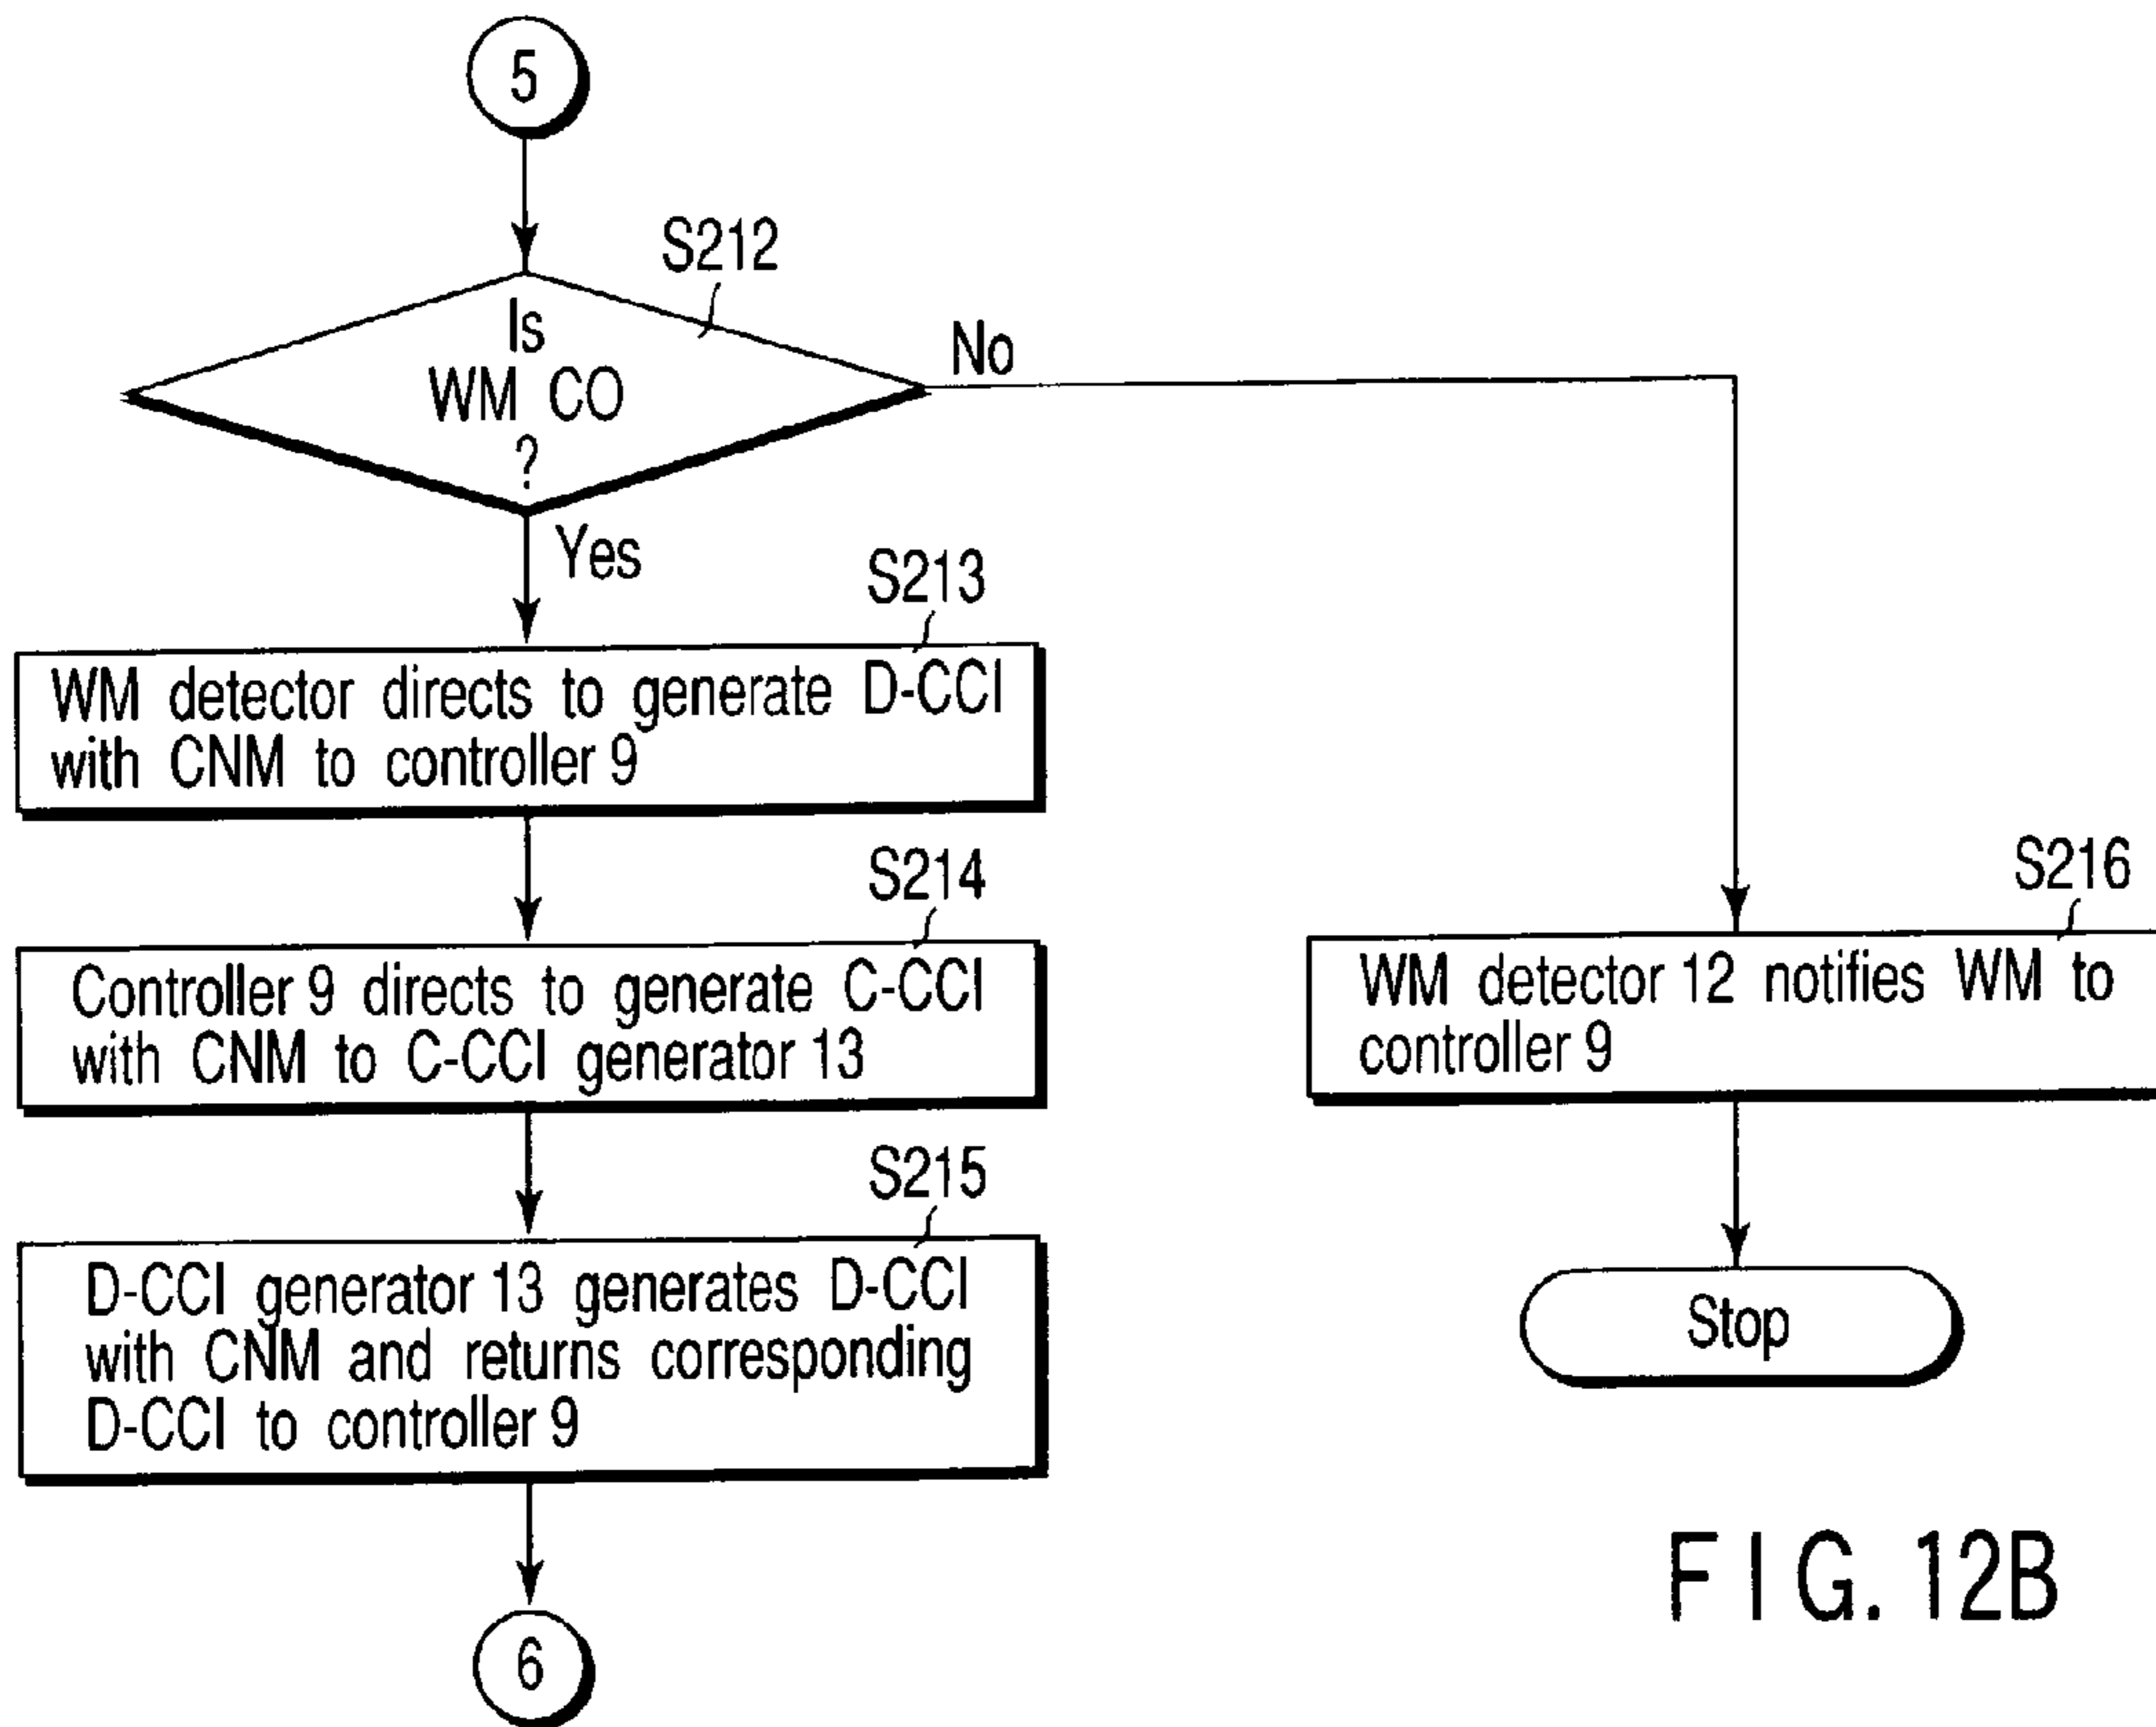 5
S212
Is
WM CO
?
No
Yes
S213
WM detector directs to generate D-CCI
with CNM to controller 9
S214
Controller 9 directs to generate C-CCI
with CNM to C-CCI generator 13
S215
D-CCI generator 13 generates D-CCI
with CNM and returns corresponding
D-CCI to controller 9
6
S216
WM detector 12 notifies WM to
controller 9
Stop
FIG. 12B